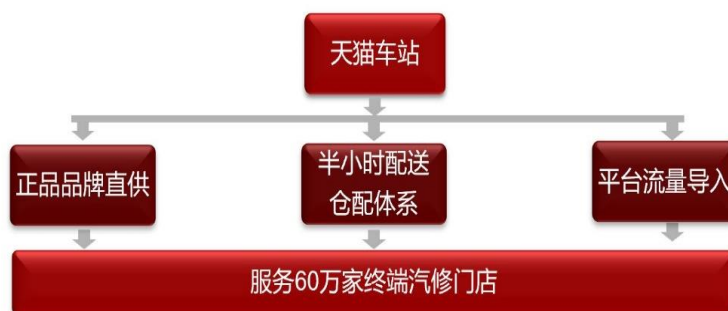 天猫车站
正品品牌直供
半小时配送
仓配体系
平台流量导入
服务60万家终端汽修门店